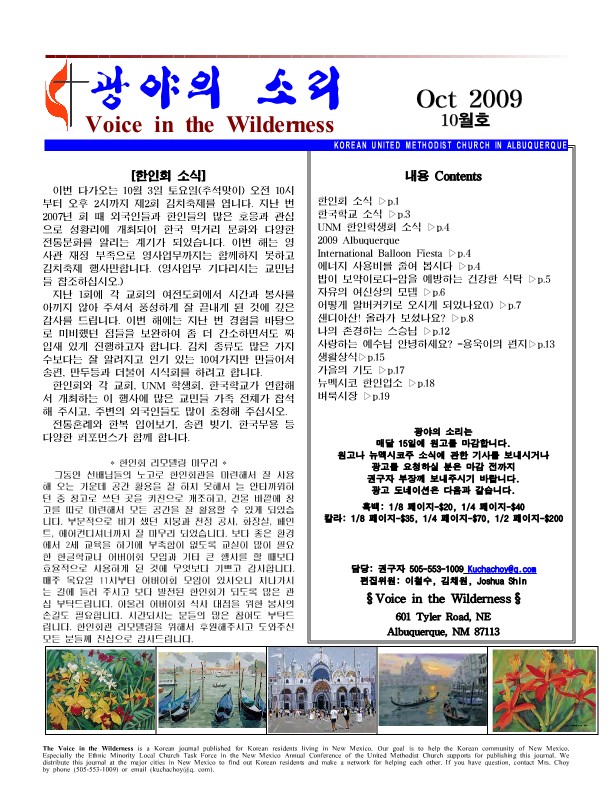 광야의 소리
Voice in the Wilderness
Oct 2009
10월호
KOREAN UNITED METHODIST CHURCH IN ALBUQUERQUE
[한인회 소식]
이번 다가오는 10월 3일 토요일(추석맞이) 오전 10시
부터 오후 2시까지 제2회 김치축제를 엽니다. 지난 번
2007년 회 때 외국인들과 한인들의 많은 호응과 관심
으로 성황리에 개최되어 한국 먹거리 문화와 다양한
전통문화를 알리는 계기가 되었습니다. 이번 해는 영
사관 재정 부족으로 영사업무까지는 함께하지 못하고
김치축제 행사만합니다. (영사업무 기다리시는 교민님
들 참조하십시오.)
지난 1회에 각 교회의 여전도회에서 시간과 봉사를
아끼지 않아 주셔서 풍성하게 잘 끝내게 된 것에 깊은
감사를 드립니다. 이번 해에는 지난 번 경험을 바탕으
로 미비했던 점들을 보완하여 좀 더 간소하면서도 짜
임새 있게 진행하고자 합니다. 김치 종류도 많은 가지
수보다는 잘 알려지고 인기 있는 10여가지만 만들어서
송편, 만두등과 더불어 시식회를 하려고 합니다.
한인회와 각 교회, UNM 학생회, 한국학교가 연합해
서 개최하는 이 행사에 많은 교민들 가족 전체가 참석
해 주시고, 주변의 외국인들도 많이 초청해 주십시오.
전통혼례와 한복 입어보기, 송편 빚기, 한국무용 등
다양한 퍼포먼스가 함께 합니다.
* 한인회 리모델링 마무리 *
그동안 선배님들의 노고로 한인회관을 마련해서 잘 사용
해 오는 가운데 공간 활용을 잘 하지 못해서 늘 안타까워하
던 중 창고로 쓰던 곳을 키친으로 개조하고, 건물 바깥에 창
고를 따로 마련해서 모든 공간을 잘 활용할 수 있게 되었습니
다. 부분적으로 비가 샜던 지붕과 천정 공사, 화장실, 페인
트, 에어컨디셔너까지 잘 마무리 되었습니다. 보다 좋은 환경
에서 2세 교육을 하기에 부족함이 없도록 교실이 많이 필요
한 한글학교나 어버이회 모임과 기타 큰 행사를 할 때보다
효율적으로 사용하게 된 것에 무엇보다 기쁘고 감사합니다.
매주 목요일 11시부터 어버이회 모임이 있사오니 지나가시
는 길에 들러 주시고 보다 발전된 한인회가 되도록 많은 관
심 부탁드립니다. 아울러 어버이회 식사 대접을 위한 봉사의
손길도 필요합니다. 시간되시는 분들의 많은 참여도 부탁드
립니다. 한인회관 리모델링을 위해서 후원해주시고 도와주신
모든 분들께 진심으로 감사드립니다.
내용 Contents
한인회 소식 ▷p.1
한국학교 소식 ▷p.3
UNM 한인학생회 소식 ▷p.4
2009 Albuquerque
International Balloon Fiesta ▷p.4
에너지 사용비를 줄여 봅시다 ▷p.4
밥이 보약이로다-암을 예방하는 건강한 식탁 ▷p.5
자유의 여신상의 모델 ▷p.6
어떻게 알버커키로 오시게 되었나요(1) ▷p.7
샌디아산! 올라가 보셨나요? ▷p.8
나의 존경하는 스승님 ▷p.12
사랑하는 예수님 안녕하세요? -용욱이의 편지▷p.13
생활상식▷p.15
가을의 기도 ▷p.17
뉴멕시코 한인업소 ▷p.18
벼룩시장 ▷p.19
광야의 소리는
매달 15일에 원고를 마감합니다.
원고나 뉴멕시코주 소식에 관한 기사를 보내시거나
광고를 요청하실 분은 마감 전까지
권구자 부장께 보내주시기 바랍니다.
광고 도네이션은 다음과 같습니다.
흑백: 1/8 페이지-$20, 1/4 페이지-$40
칼라: 1/8 페이지-$35, 1/4 페이지-$70, 1/2 페이지-$200
담당: 권구자 505-553-1009 Kuchachoy@q.com
편집위원: 이철수, 김채원, Joshua Shin
§ Voice in the Wilderness §
601 Tyler Road, NE
Albuquerque, NM 87113
The Voice in the Wilderness is a Korean journal published for Korean residents living in New Mexico. Our goal is to help the Korean community of New Mexico.
Especially the Ethnic Minority Local Church Task Force in the New Mexico Annual Conference of the United Methodist Church supports for publishing this journal. We
distribute this journal at the major cities in New Mexico to find out Korean residents and make a network for helping each other. If you have question, contact Mrs. Choy
by phone (505-553-1009) or email (kuchachoy@q. com).